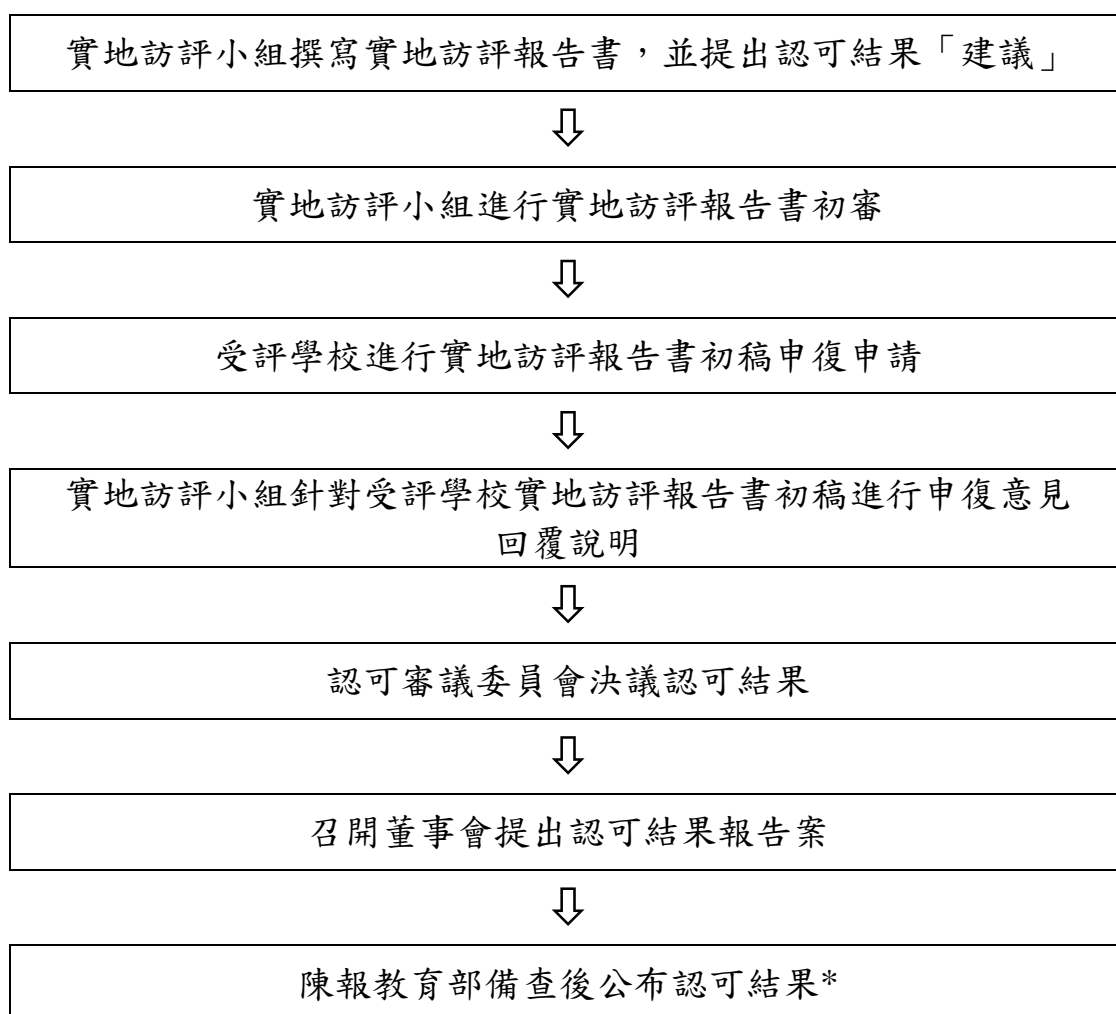 實地訪評小組撰寫實地訪評報告書，並提出認可結果「建議」
⇩
實地訪評小組進行實地訪評報告書初審
⇩
受評學校進行實地訪評報告書初稿申復申請
⇩
實地訪評小組針對受評學校實地訪評報告書初稿進行申復意見
回覆說明
⇩
認可審議委員會決議認可結果
⇩
召開董事會提出認可結果報告案
⇩
陳報教育部備查後公布認可結果*